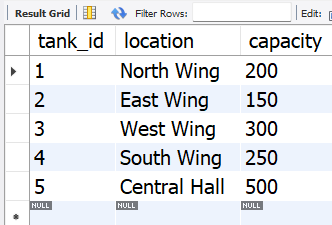 Result Grid Filter Rows: Edit:
tank_id location capacity
1 North Wing 200
2 East Wing 150
3 West Wing 300
4 South Wing 250
5 Central Hall 500
NULL NULL NULL